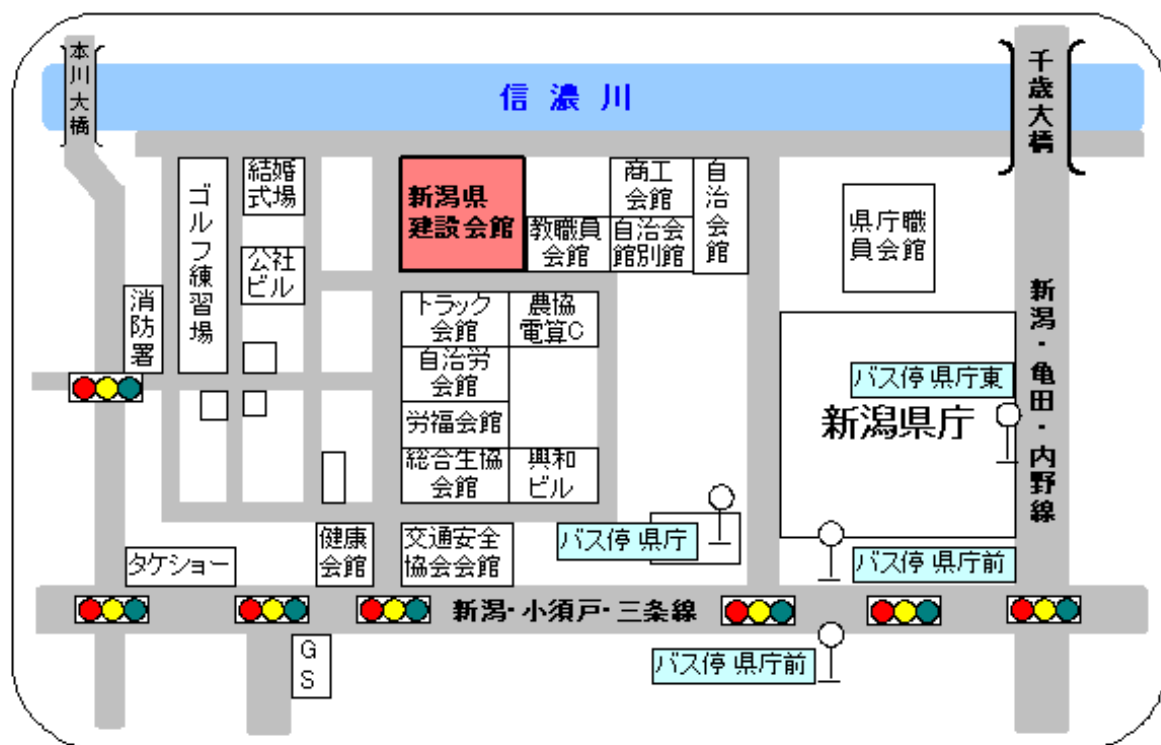 本川大橋
信濃川
千歳大橋
ゴルフ練習場
結婚
式場
新潟県
建設会館
商工
会館
自治会館
教職員
会館
自治会
館別館
県庁職
員会館
公社
ビル
消防署
トラック
会館
農協
電算C
新潟・亀田・内野線
自治労
会館
バス停 県庁東
労福会館
新潟県庁
総合生協
会館
興和
ビル
健康
会館
交通安全
協会会館
バス停 県庁
タケショー
バス停 県庁前
新潟・小須戸・三条線
GS
バス停 県庁前